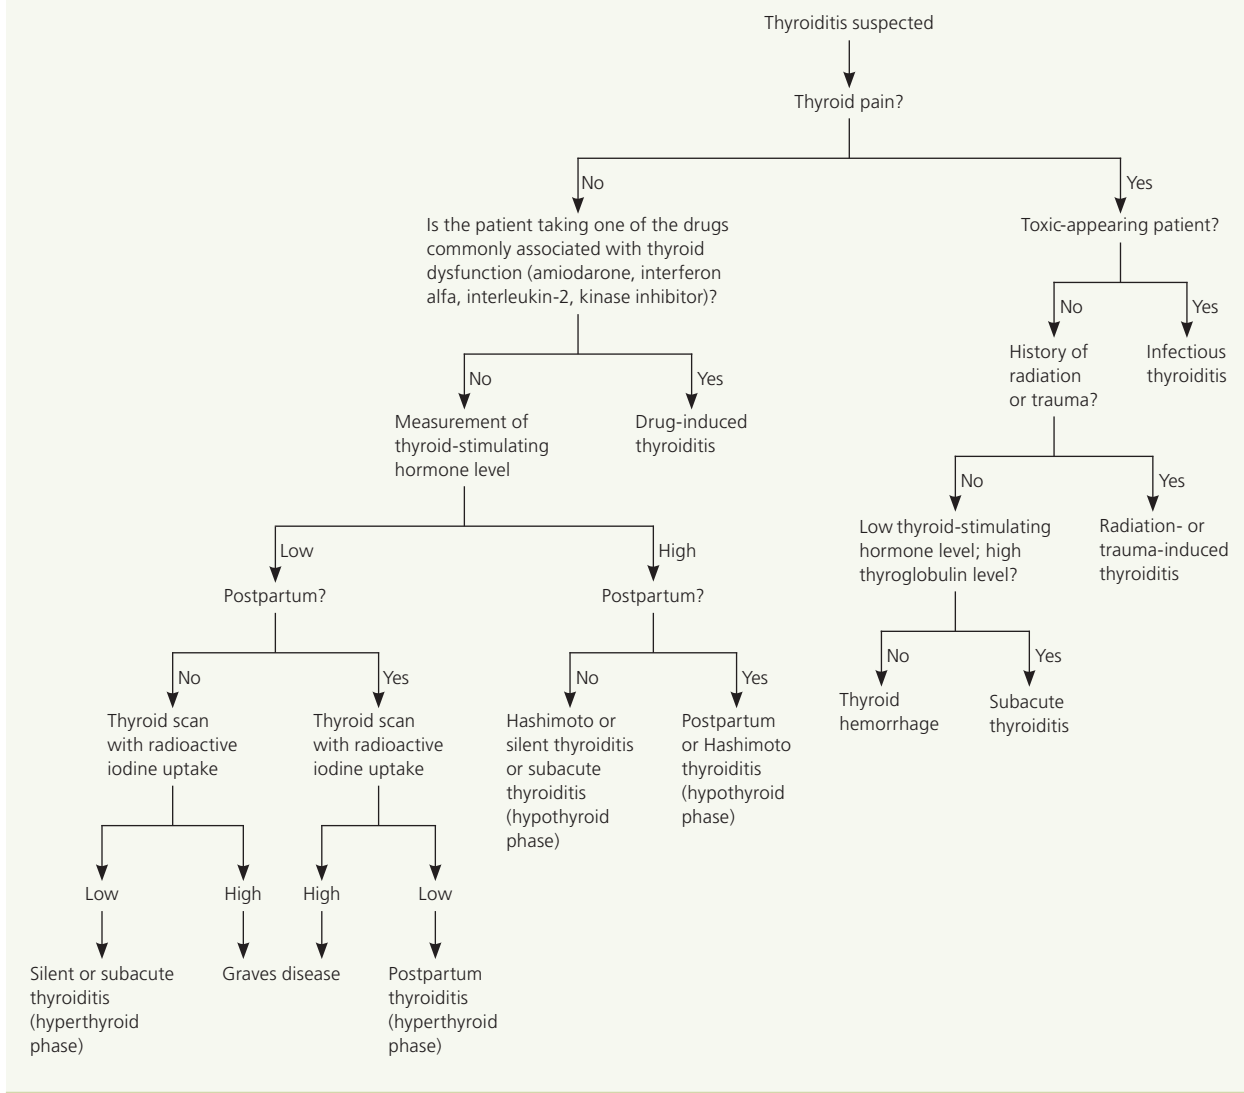 Thyroiditis suspected
Thyroid pain?
No
Yes
Is the patient taking one of the drugs
commonly associated with thyroid
dysfunction (amiodarone, interferon
alfa, interleukin-2, kinase inhibitor)?
Toxic-appearing patient?
No
Yes
History of
radiation
or trauma?
Infectious
thyroiditis
No
Yes
Measurement of
thyroid-stimulating
hormone level
Drug-induced
thyroiditis
No
Yes
Low thyroid-stimulating
hormone level; high
thyroglobulin level?
Radiation- or
trauma-induced
thyroiditis
Low
High
Postpartum?
Postpartum?
No
Yes
Thyroid
hemorrhage
Subacute
thyroiditis
No
Yes
No
Yes
Thyroid scan
with radioactive
iodine uptake
Thyroid scan
with radioactive
iodine uptake
Hashimoto or
silent thyroiditis
or subacute
thyroiditis
(hypothyroid
phase)
Postpartum
or Hashimoto
thyroiditis
(hypothyroid
phase)
Low
High
High
Low
Silent or subacute
thyroiditis
(hyperthyroid
phase)
Graves disease
Postpartum
thyroiditis
(hyperthyroid
phase)